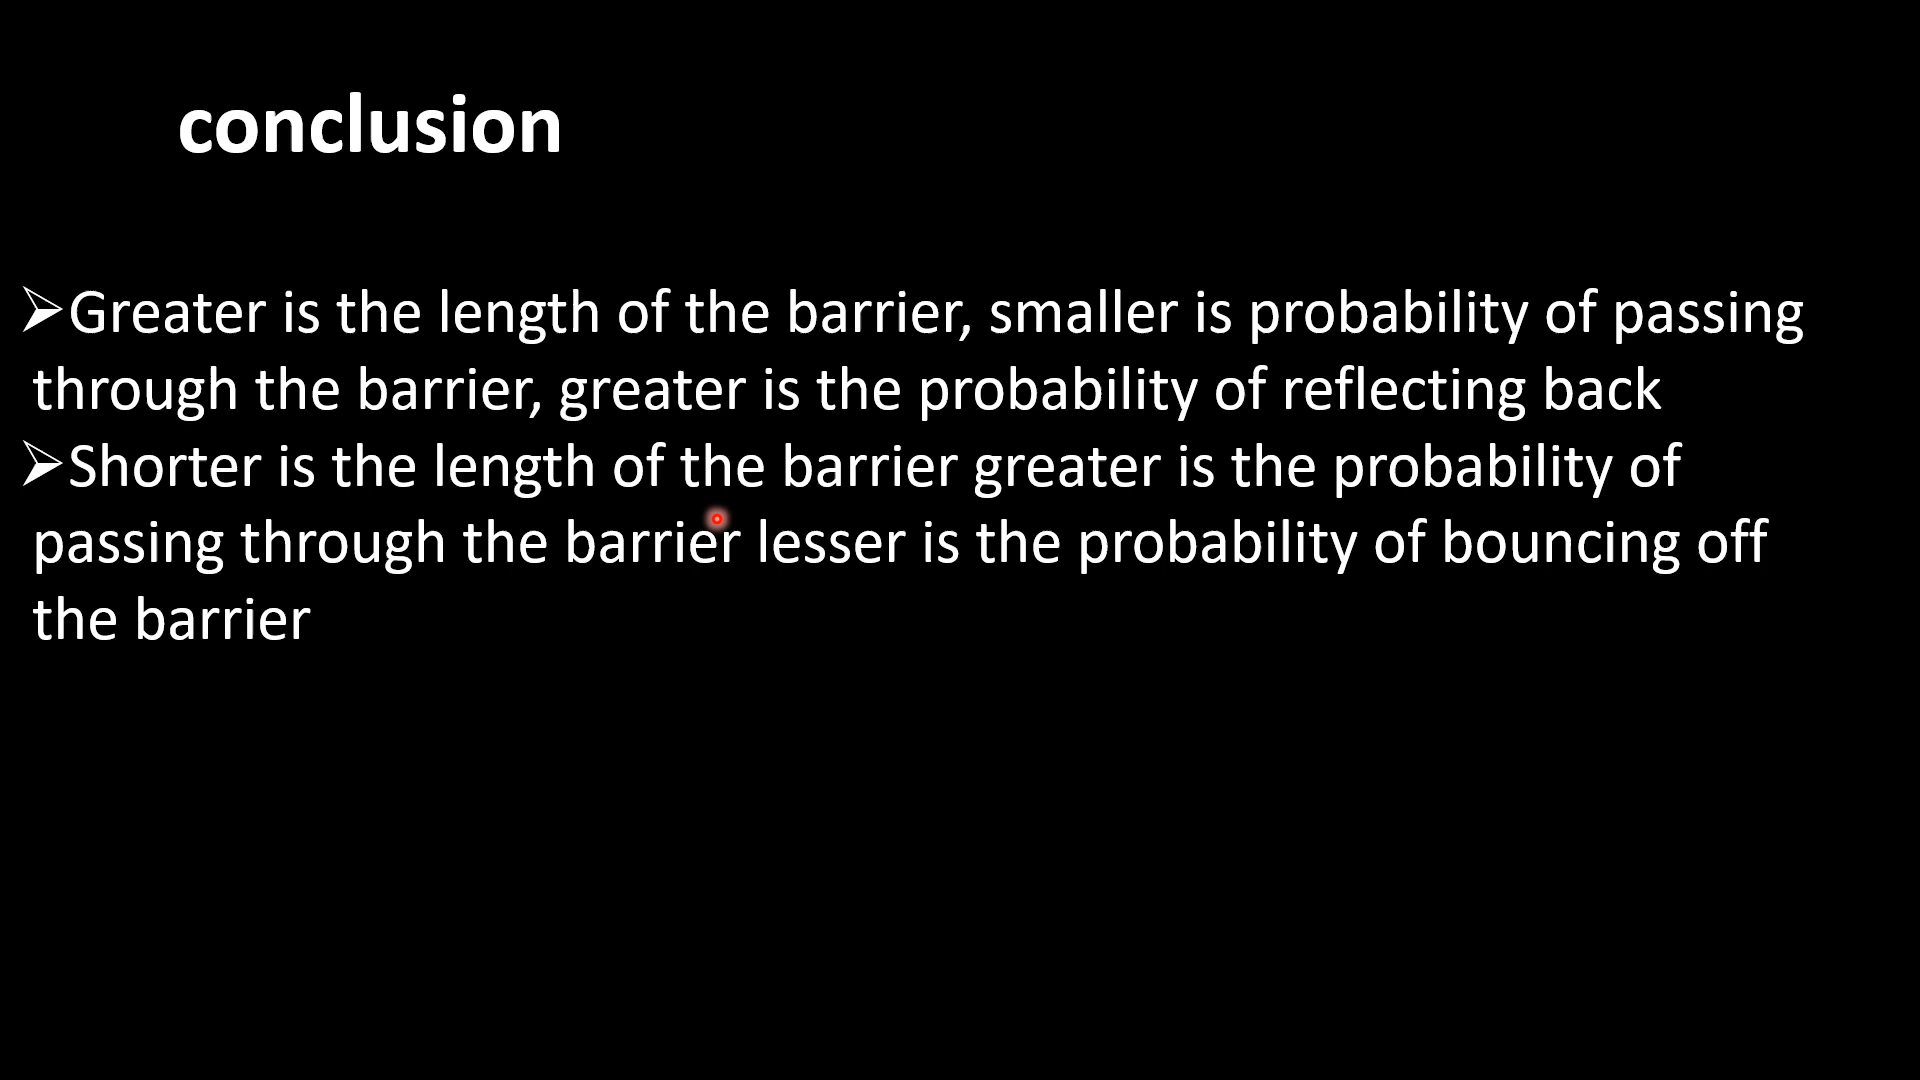 conclusion
➢Greater is the length of the barrier, smaller is probability of passing
through the barrier, greater is the probability of reflecting back
➢Shorter is the length of the barrier greater is the probability of
passing through the barrier lesser is the probability of bouncing off
the barrier